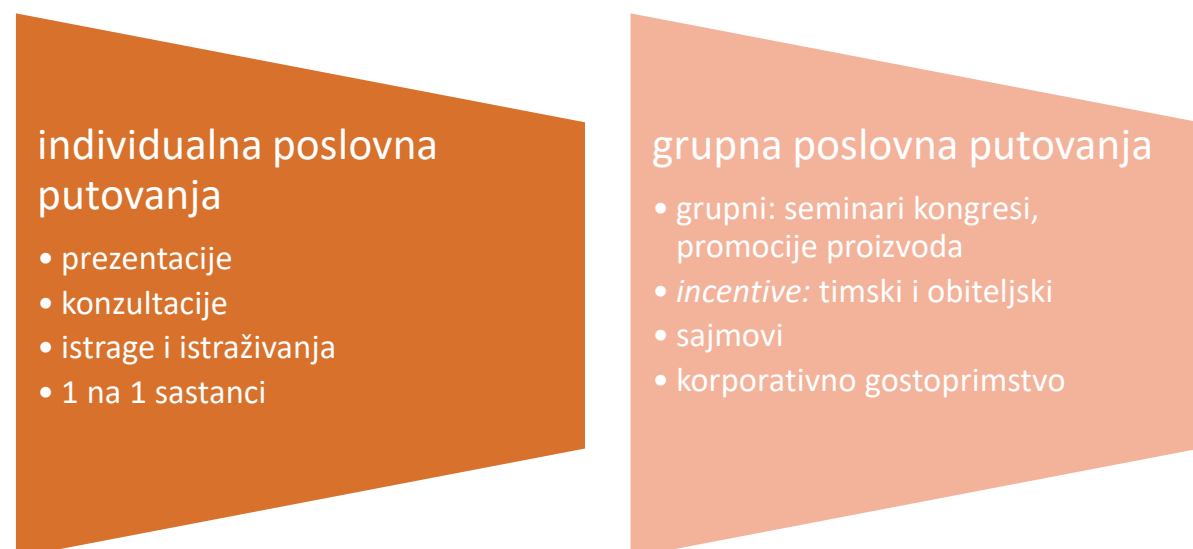 individualna poslovna
putovanja
• prezentacije
• konzultacije
• istrage i istraživanja
• 1 na 1 sastanci
grupna poslovna putovanja
• grupni: seminari kongresi,
promocije proizvoda
• incentive: timski i obiteljski
• sajmovi
• korporativno gostoprimstvo